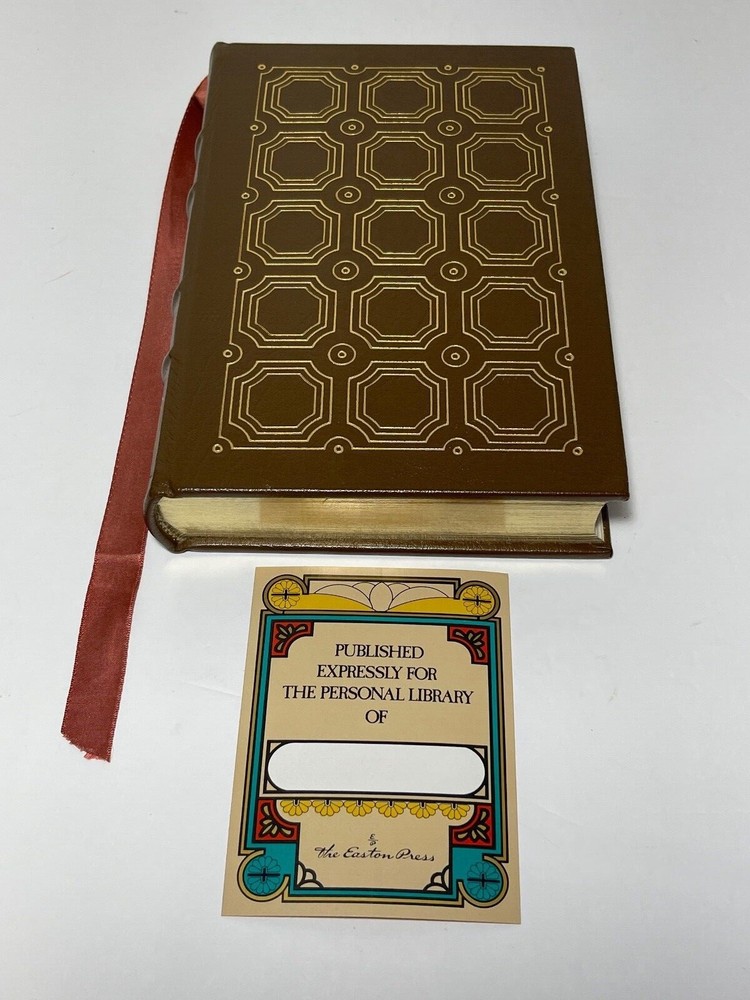 PUBLISHED
EXPRESSLY FOR
THE PERSONAL LIBRARY
OF
E/P
The Easton Press